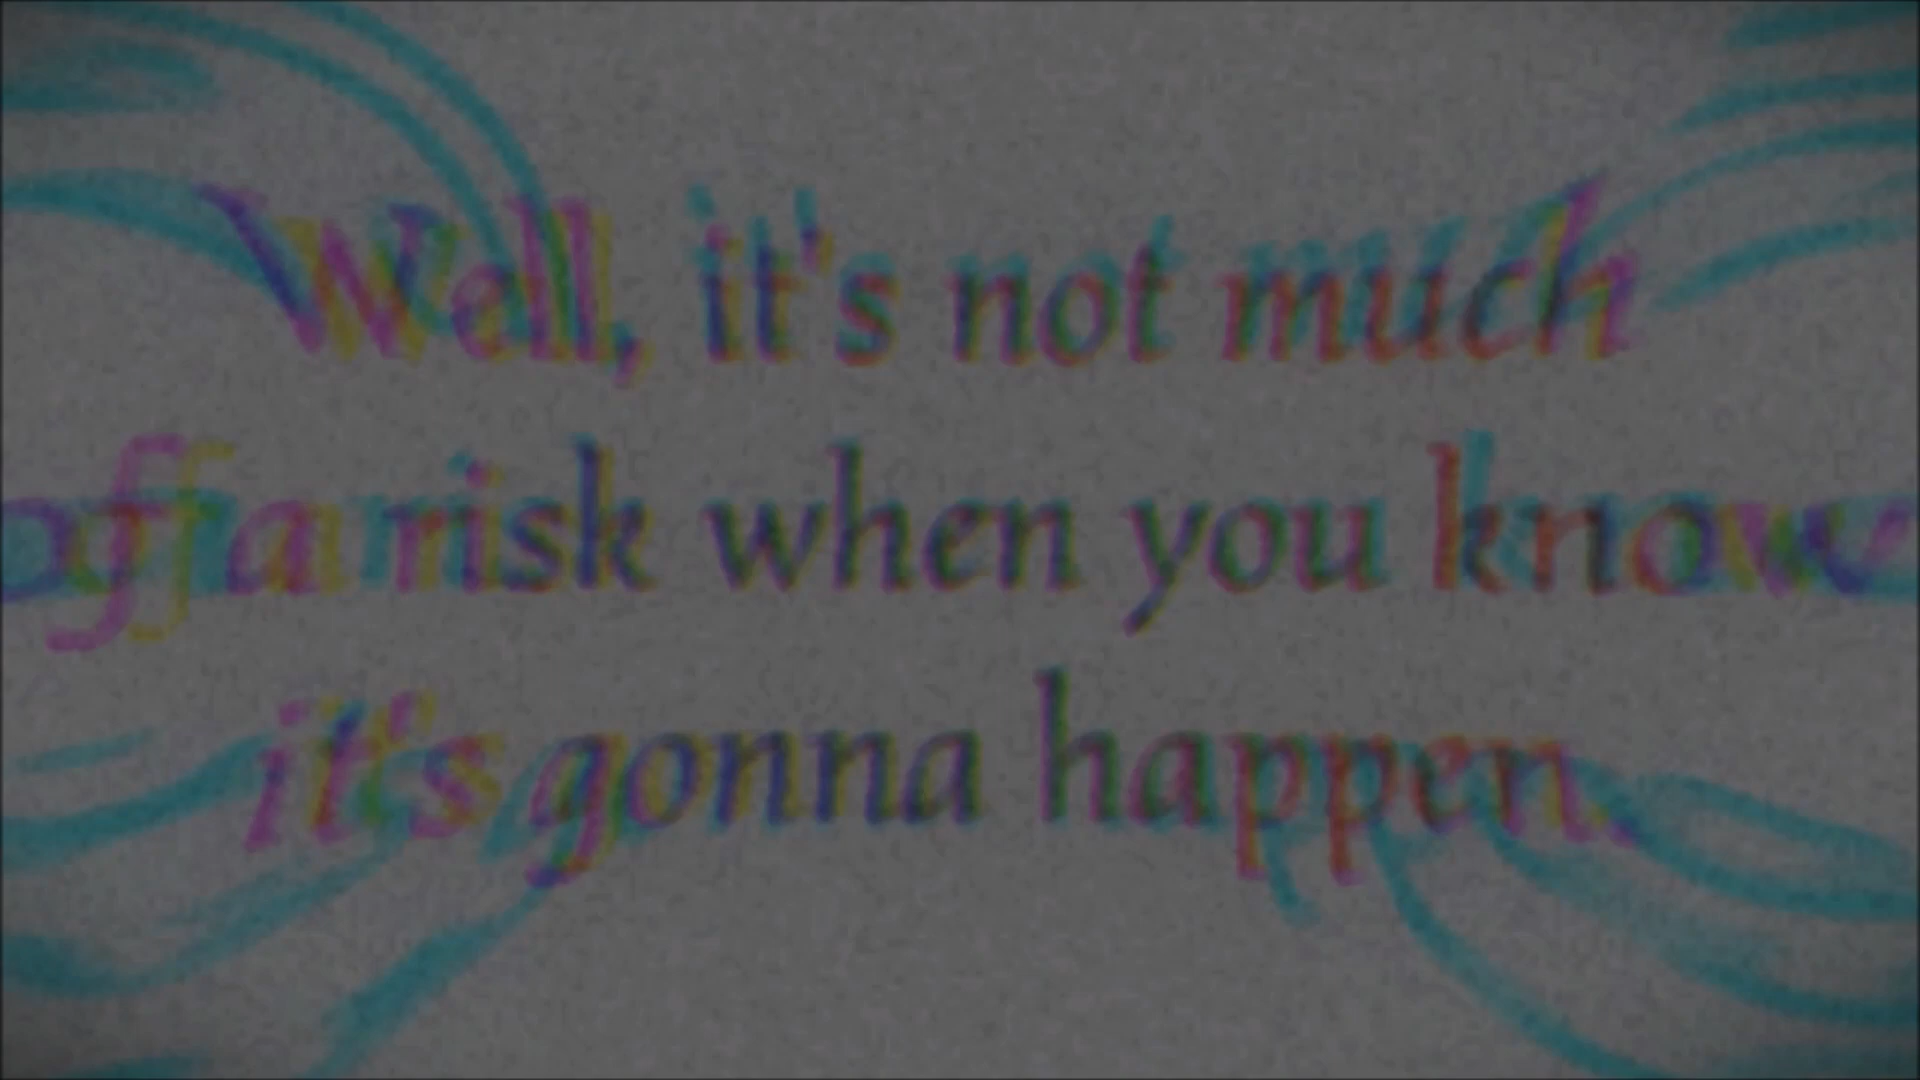 Well, it's not much
of a risk when you know
it's gonna happen.